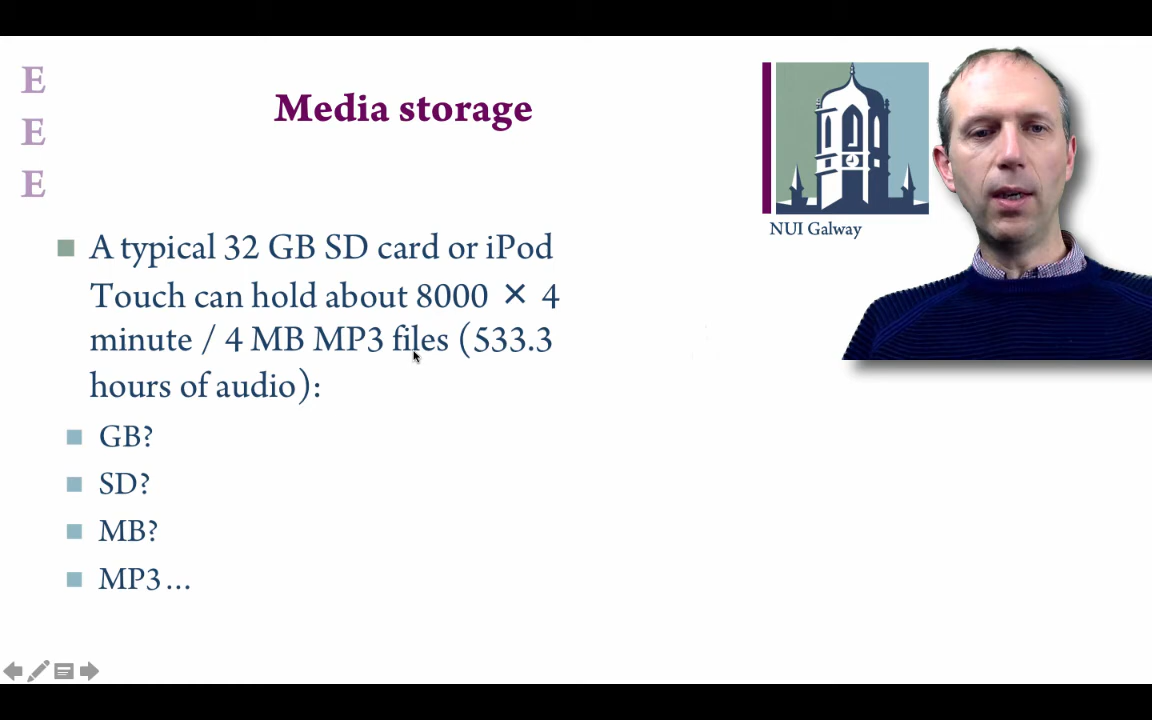 E
E
E
Media storage
NUI Galway
A typical 32 GB SD card or iPod
Touch can hold about 8000 × 4
minute / 4 MB MP3 files (533.3
hours of audio):
GB?
SD?
MB?
MP3…